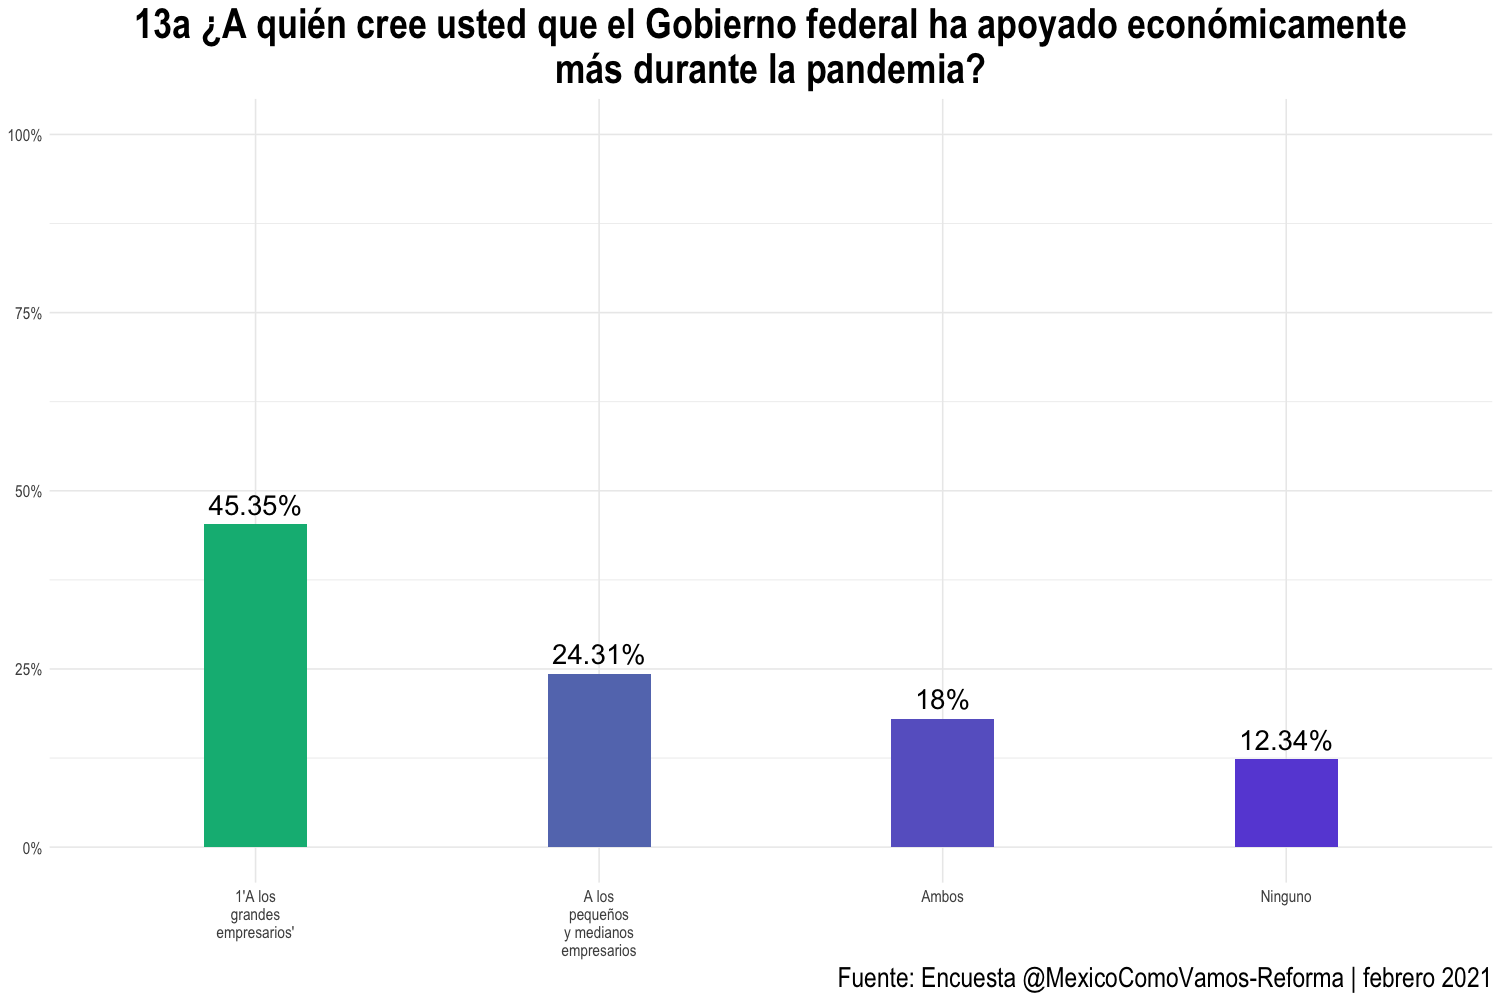 13a ¿A quién cree usted que el Gobierno federal ha apoyado económicamente
más durante la pandemia?
100%
75%
50%
25%
0%
45.35%
24.31%
18%
12.34%
1'A los
grandes
empresarios'
A los
pequeños
y medianos
empresarios
Ambos
Ninguno
Fuente: Encuesta @MexicoComoVamos-Reforma | febrero 2021